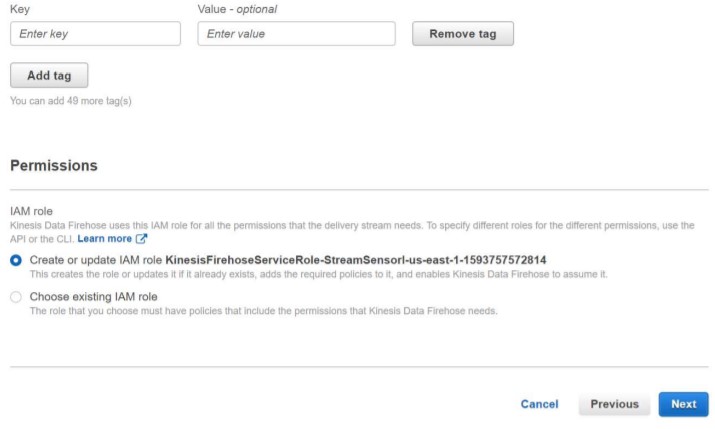 Key Value - optional
Enter key Enter value Remove tag
Add tag
You can add 49 more tag(s)
Permissions
IAM role
Kinesis Data Firehose uses this IAM role for all the permissions that the delivery stream needs. To specify different roles for the different permissions, use the
API or the CLI. Learn more
Create or update IAM role KinesisFirehoseServiceRole-StreamSensorI-us-east-1-1593757572814
This creates the role or updates it if it already exists, adds the required policies to it, and enables Kinesis Data Firehose to assume it.
Choose existing IAM role
The role that you choose must have policies that include the permissions that Kinesis Data Firehose needs.
Cancel Previous Next